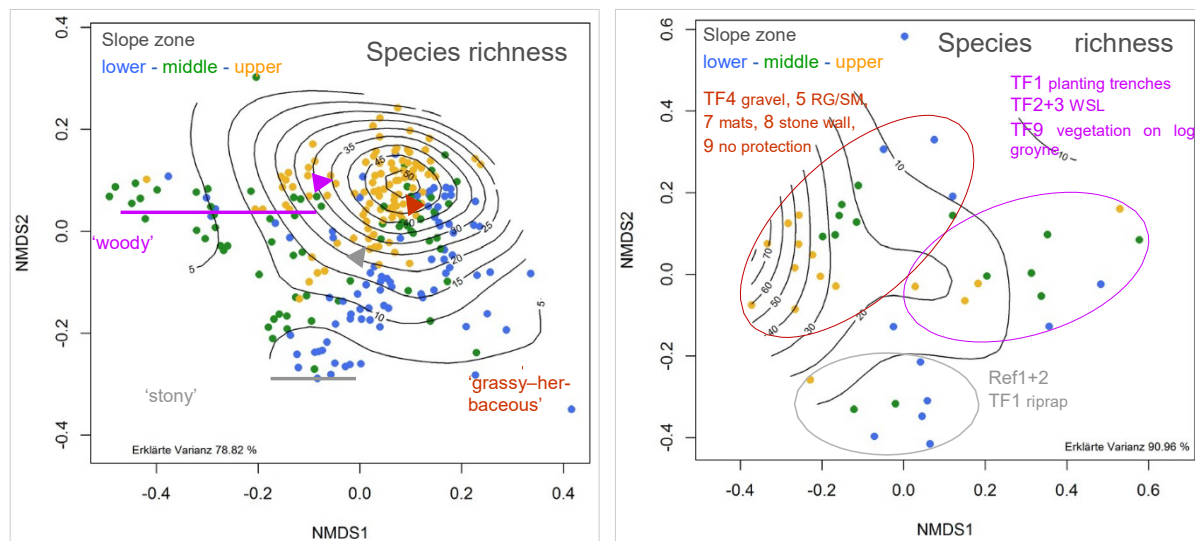 Species richness
Slope zone
lower - middle - upper
0.4
0.2
0.0
-0.2
-0.4
NMDS2
35
45
50
40
30
25
20
15
10
5
5
'woody'
'stony'
'grassy–her-
baceous'
Erklärte Varianz 78.82 %
-0.4 -0.2 0.0 0.2 0.4
NMDS1
Species richness
Slope zone
lower - middle - upper
TF4 gravel, 5 RG/SM,
7 mats, 8 stone wall,
9 no protection
TF1 planting trenches
TF2+3 WSL
TF9 vegetation on log
groyne
0.6
0.4
0.2
0.0
-0.2
-0.4
NMDS2
10
10
70
60
50
40
30
20
Ref1+2
TF1 riprap
Erklärte Varianz 90.96 %
-0.4 -0.2 0.0 0.2 0.4 0.6
NMDS1